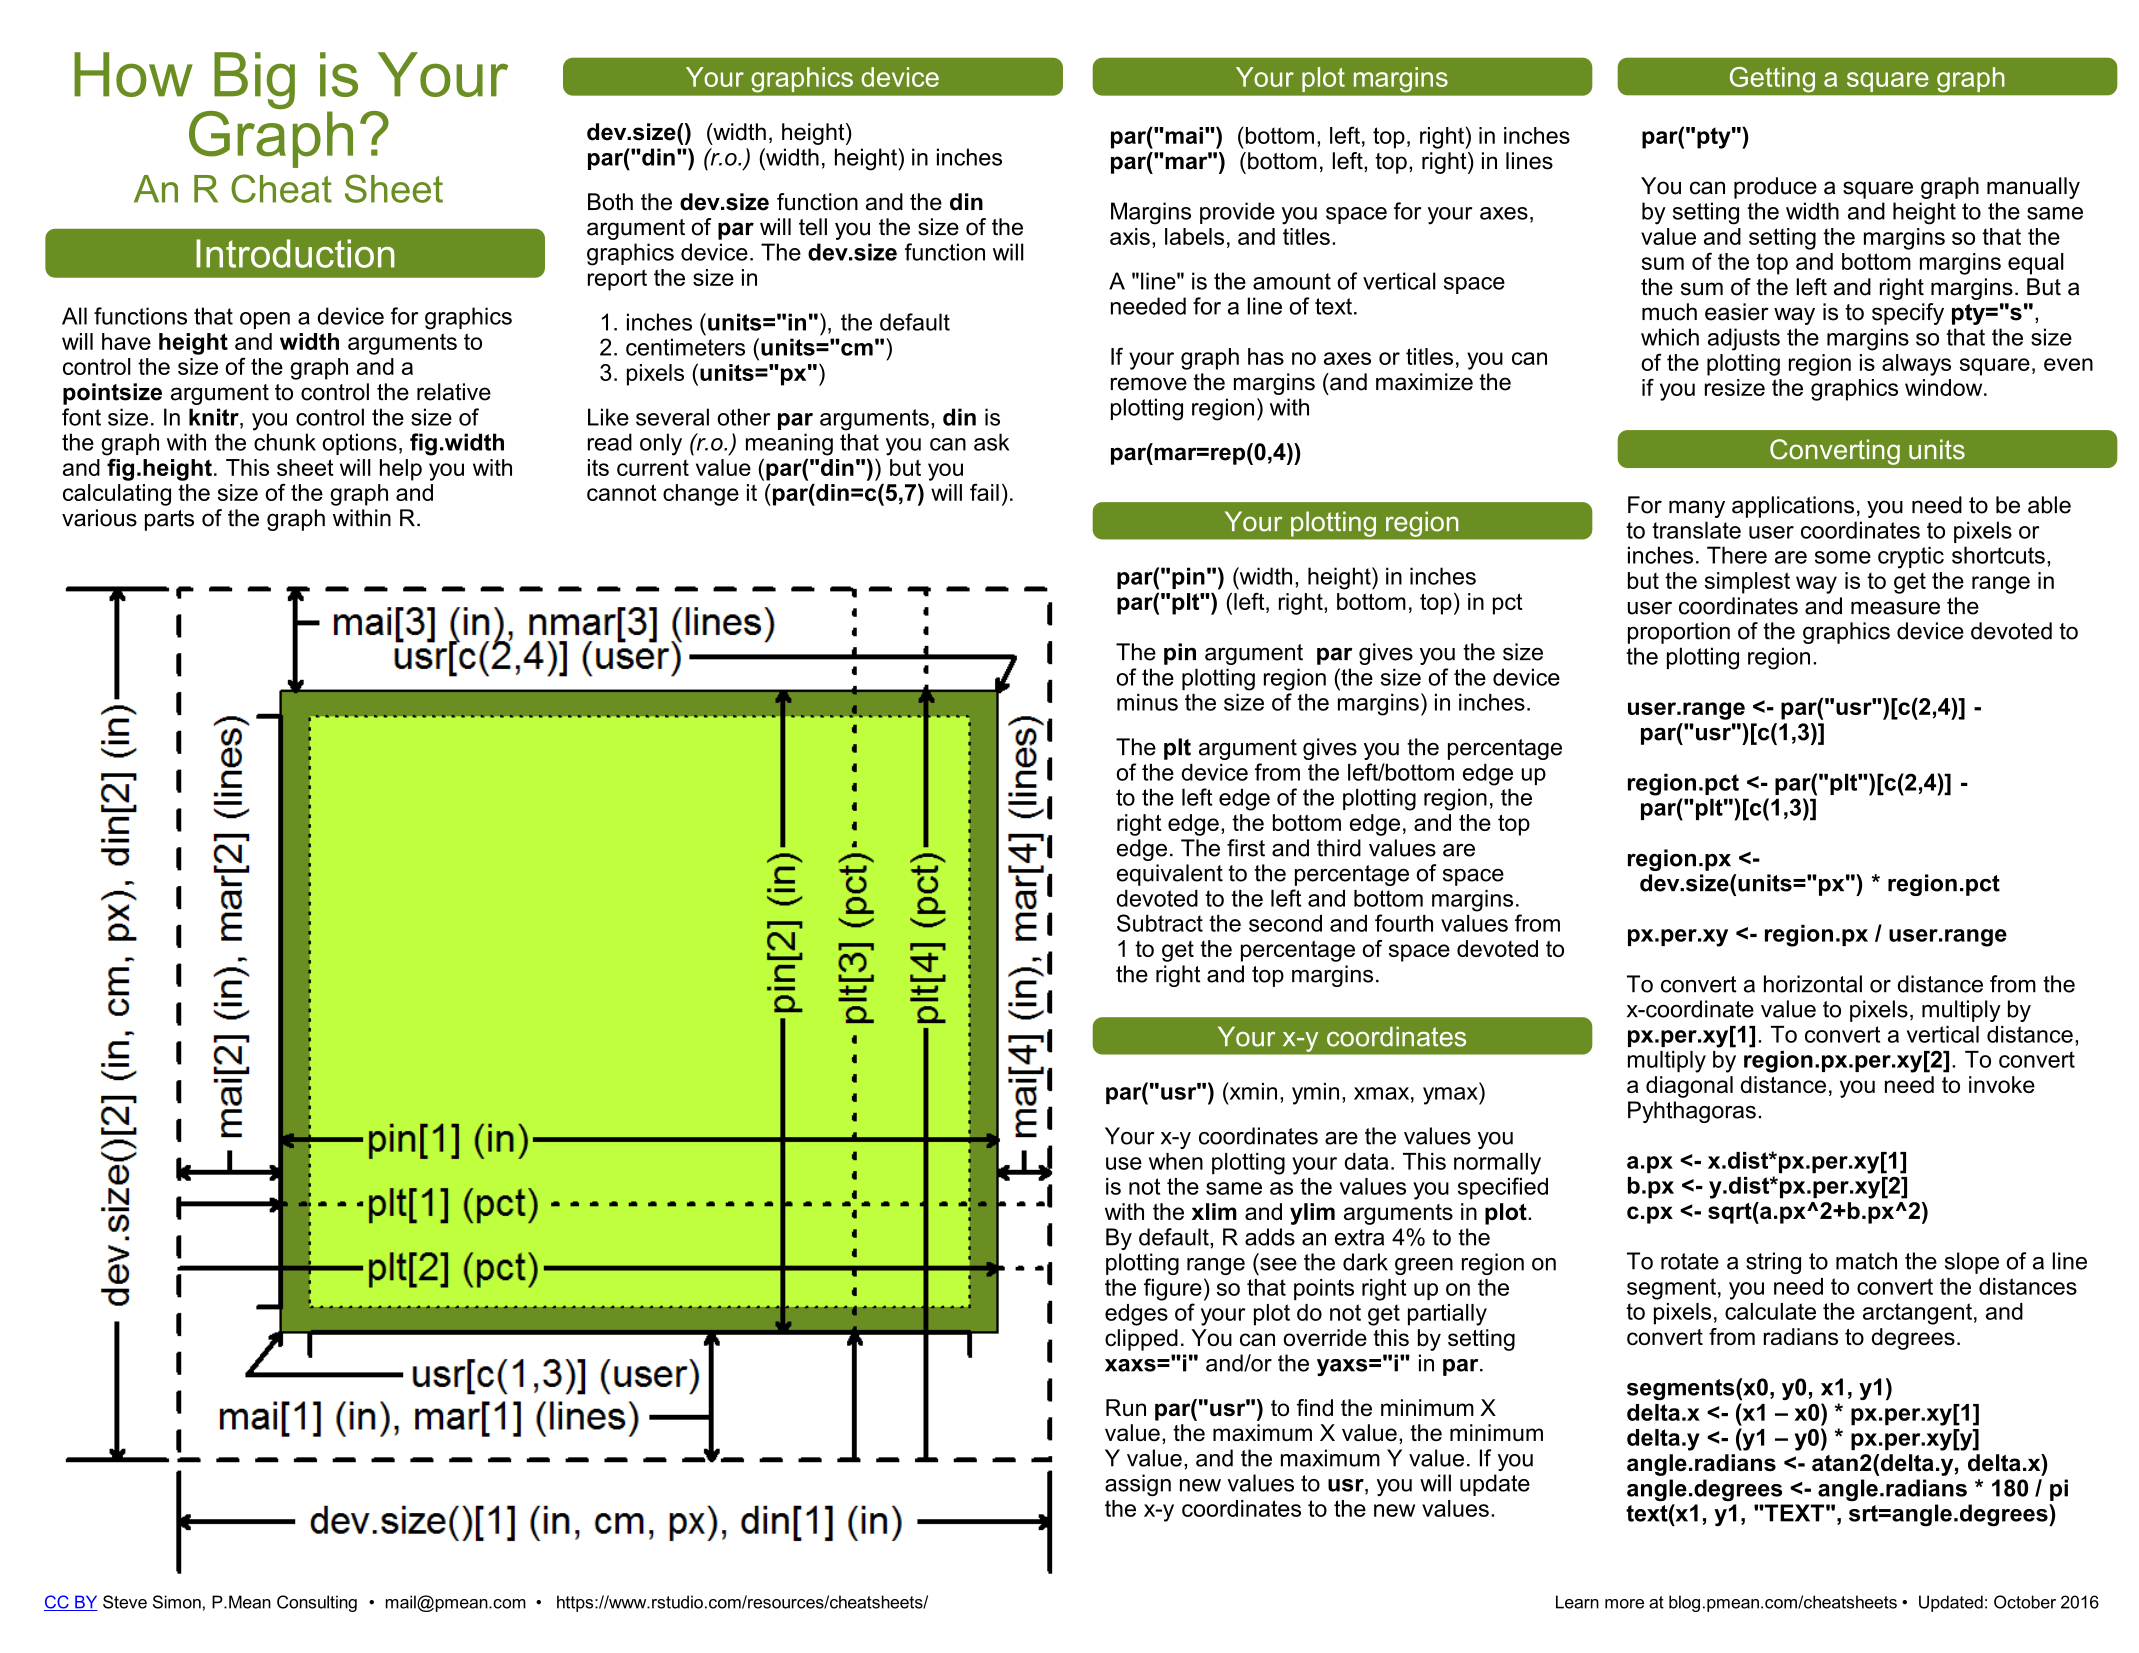 How Big is Your
Graph?
An R Cheat Sheet
Introduction
All functions that open a device for graphics
will have height and width arguments to
control the size of the graph and a
pointsize argument to control the relative
font size. In knitr, you control the size of
the graph with the chunk options, fig.width
and fig.height. This sheet will help you with
calculating the size of the graph and
various parts of the graph within R.
Your graphics device
dev.size() (width, height)
par("din") (r.o.) (width, height) in inches
Both the dev.size function and the din
argument of par will tell you the size of the
graphics device. The dev.size function will
report the size in
1. inches (units="in"), the default
2. centimeters (units="cm")
3. pixels (units="px")
Like several other par arguments, din is
read only (r.o.) meaning that you can ask
its current value (par("din")) but you
cannot change it (par(din=c(5,7) will fail).
mai[3] (in), nmar[3] (lines)
usr[c(2,4)] (user)
dev.size()[2] (in, cm, px), din[2] (in)
mai[2] (in), mar[2] (lines)
pin[2] (in)
plt[3] (pct)
plt[4] (pct)
mai[4] (in), mar[4] (lines)
pin[1] (in)
plt[1] (pct)
plt[2] (pct)
usr[c(1,3)] (user)
mai[1] (in), mar[1] (lines)
dev.size()[1] (in, cm, px), din[1] (in)
Your plot margins
par("mai") (bottom, left, top, right) in inches
par("mar") (bottom, left, top, right) in lines
Margins provide you space for your axes,
axis, labels, and titles.
A "line" is the amount of vertical space
needed for a line of text.
If your graph has no axes or titles, you can
remove the margins (and maximize the
plotting region) with
par(mar=rep(0,4))
Your plotting region
par("pin") (width, height) in inches
par("plt") (left, right, bottom, top) in pct
The pin argument par gives you the size
of the plotting region (the size of the device
minus the size of the margins) in inches.
The plt argument gives you the percentage
of the device from the left/bottom edge up
to the left edge of the plotting region, the
right edge, the bottom edge, and the top
edge. The first and third values are
equivalent to the percentage of space
devoted to the left and bottom margins.
Subtract the second and fourth values from
1 to get the percentage of space devoted to
the right and top margins.
Your x-y coordinates
par("usr") (xmin, ymin, xmax, ymax)
Your x-y coordinates are the values you
use when plotting your data. This normally
is not the same as the values you specified
with the xlim and ylim arguments in plot.
By default, R adds an extra 4% to the
plotting range (see the dark green region on
the figure) so that points right up on the
edges of your plot do not get partially
clipped. You can override this by setting
xaxs="i" and/or the yaxs="i" in par.
Run par("usr") to find the minimum X
value, the maximum X value, the minimum
Y value, and the maximum Y value. If you
assign new values to usr, you will update
the x-y coordinates to the new values.
Getting a square graph
par("pty")
You can produce a square graph manually
by setting the width and height to the same
value and setting the margins so that the
sum of the top and bottom margins equal
the sum of the left and right margins. But a
much easier way is to specify pty="s",
which adjusts the margins so that the size
of the plotting region is always square, even
if you resize the graphics window.
Converting units
For many applications, you need to be able
to translate user coordinates to pixels or
inches. There are some cryptic shortcuts,
but the simplest way is to get the range in
user coordinates and measure the
proportion of the graphics device devoted to
the plotting region.
user.range <- par("usr")[c(2,4)] -
par("usr")[c(1,3)]
region.pct <- par("plt")[c(2,4)] -
par("plt")[c(1,3)]
region.px <-
dev.size(units="px") * region.pct
px.per.xy <- region.px / user.range
To convert a horizontal or distance from the
x-coordinate value to pixels, multiply by
px.per.xy[1]. To convert a vertical distance,
multiply by region.px.per.xy[2]. To convert
a diagonal distance, you need to invoke
Pyhthagoras.
a.px <- x.dist*px.per.xy[1]
b.px <- y.dist*px.per.xy[2]
c.px <- sqrt(a.px^2+b.px^2)
To rotate a string to match the slope of a line
segment, you need to convert the distances
to pixels, calculate the arctangent, and
convert from radians to degrees.
segments(x0, y0, x1, y1)
delta.x <- (x1 – x0) * px.per.xy[1]
delta.y <- (y1 – y0) * px.per.xy[y]
angle.radians <- atan2(delta.y, delta.x)
angle.degrees <- angle.radians * 180 / pi
text(x1, y1, "TEXT", srt=angle.degrees)
CC BY Steve Simon, P.Mean Consulting • mail@pmean.com • https://www.rstudio.com/resources/cheatsheets/
Learn more at blog.pmean.com/cheatsheets • Updated: October 2016